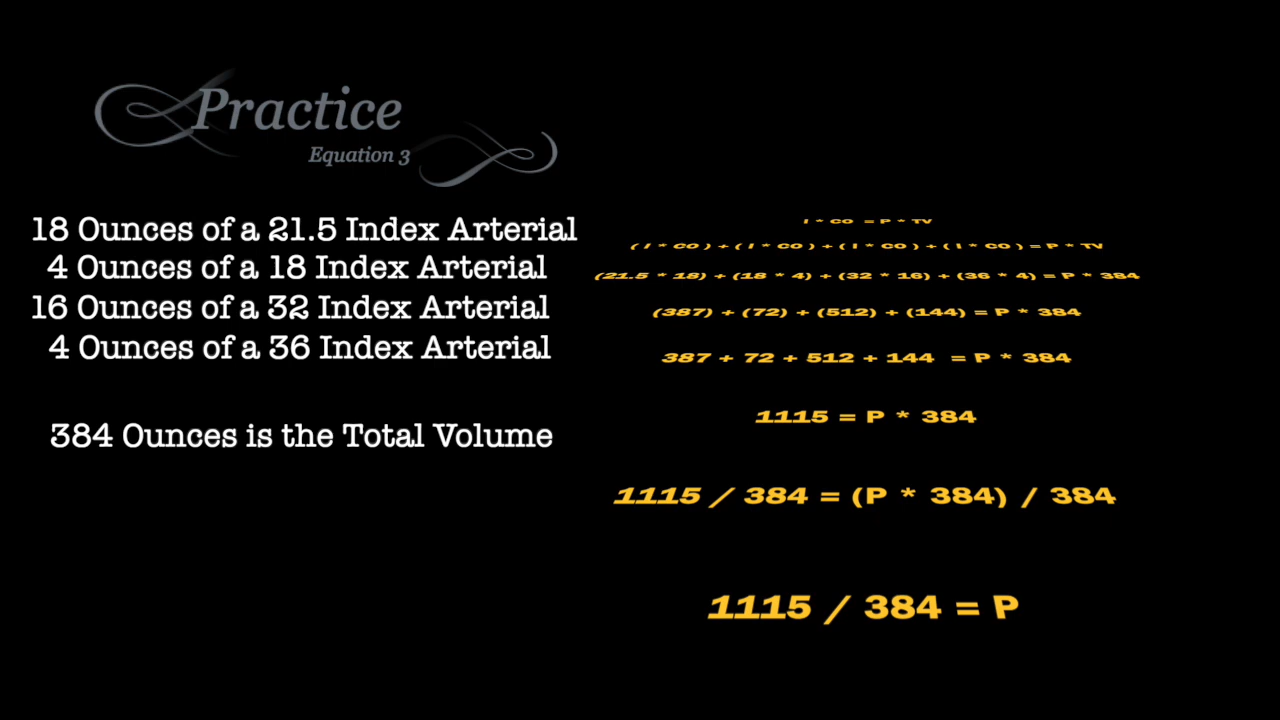 Practice
Equation 3
18 Ounces of a 21.5 Index Arterial
4 Ounces of a 18 Index Arterial
16 Ounces of a 32 Index Arterial
4 Ounces of a 36 Index Arterial
384 Ounces is the Total Volume
I * CO = P * TV
( I * CO ) + ( I * CO ) + ( I * CO ) + ( I * CO ) = P * TV
(21.5 * 18) + (18 * 4) + (32 * 16) + (36 * 4) = P * 384
(387) + (72) + (512) + (144) = P * 384
387 + 72 + 512 + 144 = P * 384
1115 = P * 384
1115 / 384 = (P * 384) / 384
1115 / 384 = P